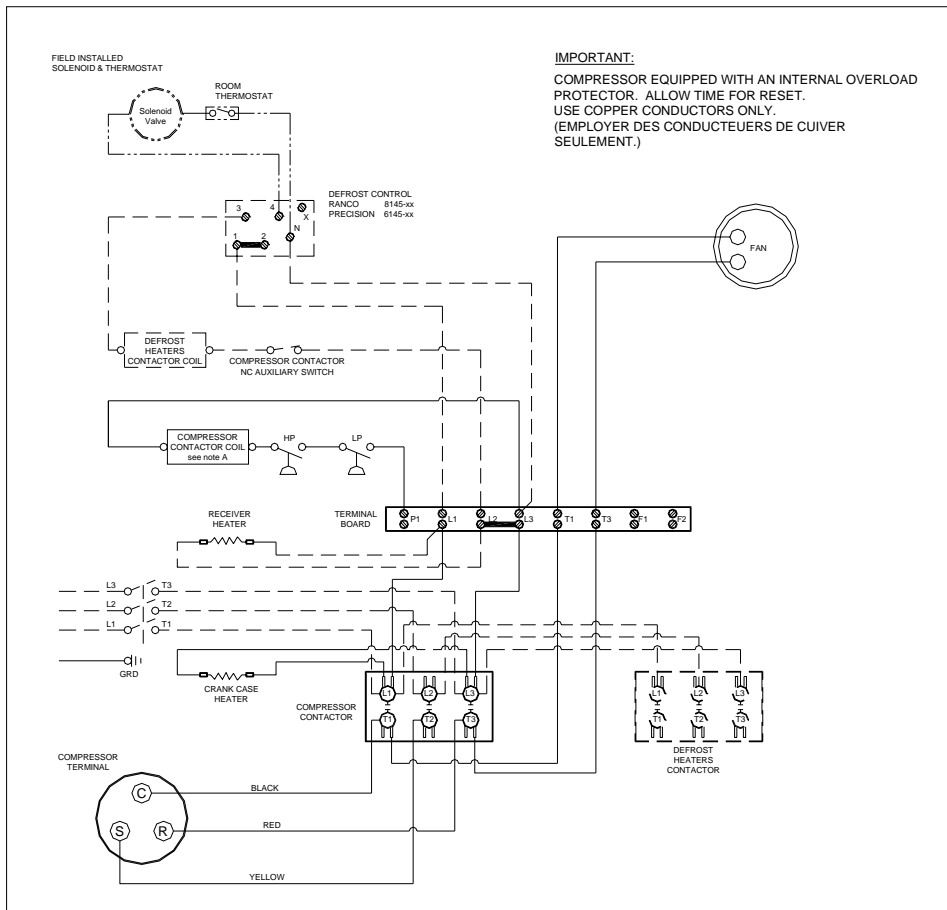 FIELD INSTALLED
SOLENOID & THERMOSTAT
IMPORTANT:
COMPRESSOR EQUIPPED WITH AN INTERNAL OVERLOAD
PROTECTOR. ALLOW TIME FOR RESET.
USE COPPER CONDUCTORS ONLY.
(EMPLOYER DES CONDUCTEUERS DE CUIVER
SEULEMENT.)
ROOM
THERMOSTAT
Solenoid
Valve
DEFROST CONTROL
RANCO 8145-xx
PRECISION 6145-xx
3 4 X
1 2 N
FAN
DEFROST
HEATERS
CONTACTOR COIL
COMPRESSOR CONTACTOR
NC AUXILIARY SWITCH
COMPRESSOR
CONTACTOR COIL
see note A
HP LP
TERMINAL
BOARD
P1 L1 L2 L3 T1 T3 F1 F2
RECEIVER
HEATER
L3 T3
L2 T2
L1 T1
GRD
CRANK CASE
HEATER
COMPRESSOR
CONTACTOR
L1 L2 L3
T1 T2 T3
L1 L2 L3
T1 T2 T3
DEFROST
HEATERS
CONTACTOR
COMPRESSOR
TERMINAL
C
S R
BLACK
RED
YELLOW